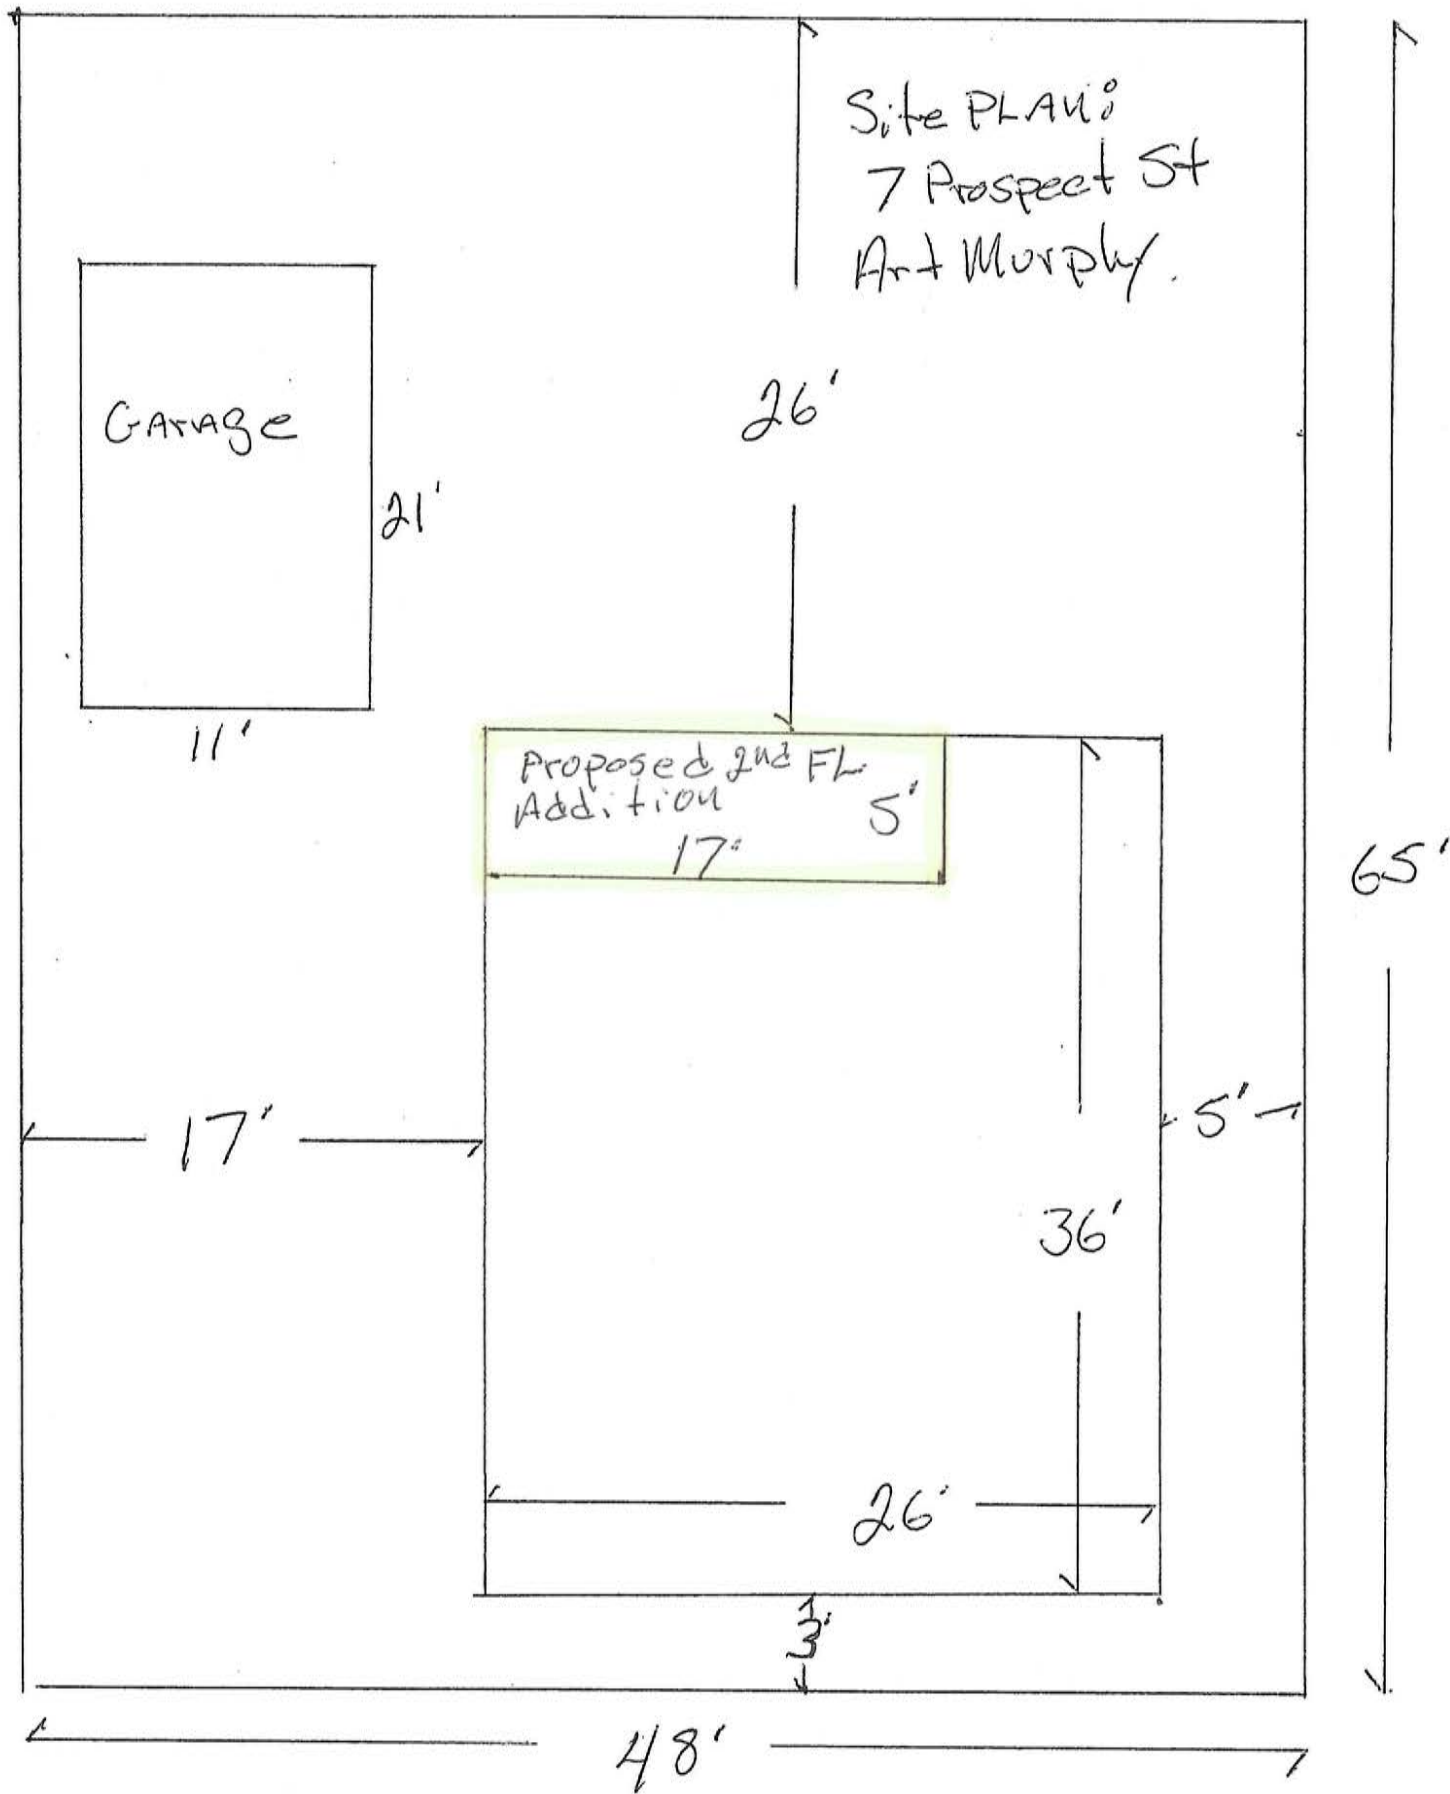 Site PLAN:
7 Prospect St
Art Murphy.
26'
Garage
21'
11'
Proposed 2nd FL.
Addition
5'
17'
65'
17'
5'
36'
26'
3'
48'